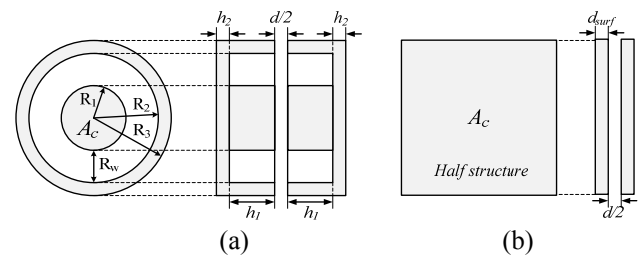 h2 d/2 h2
R1 R2
Ac R3
Rw
h1 h1
(a)
dsurf
Ac
Half structure
d/2
(b)